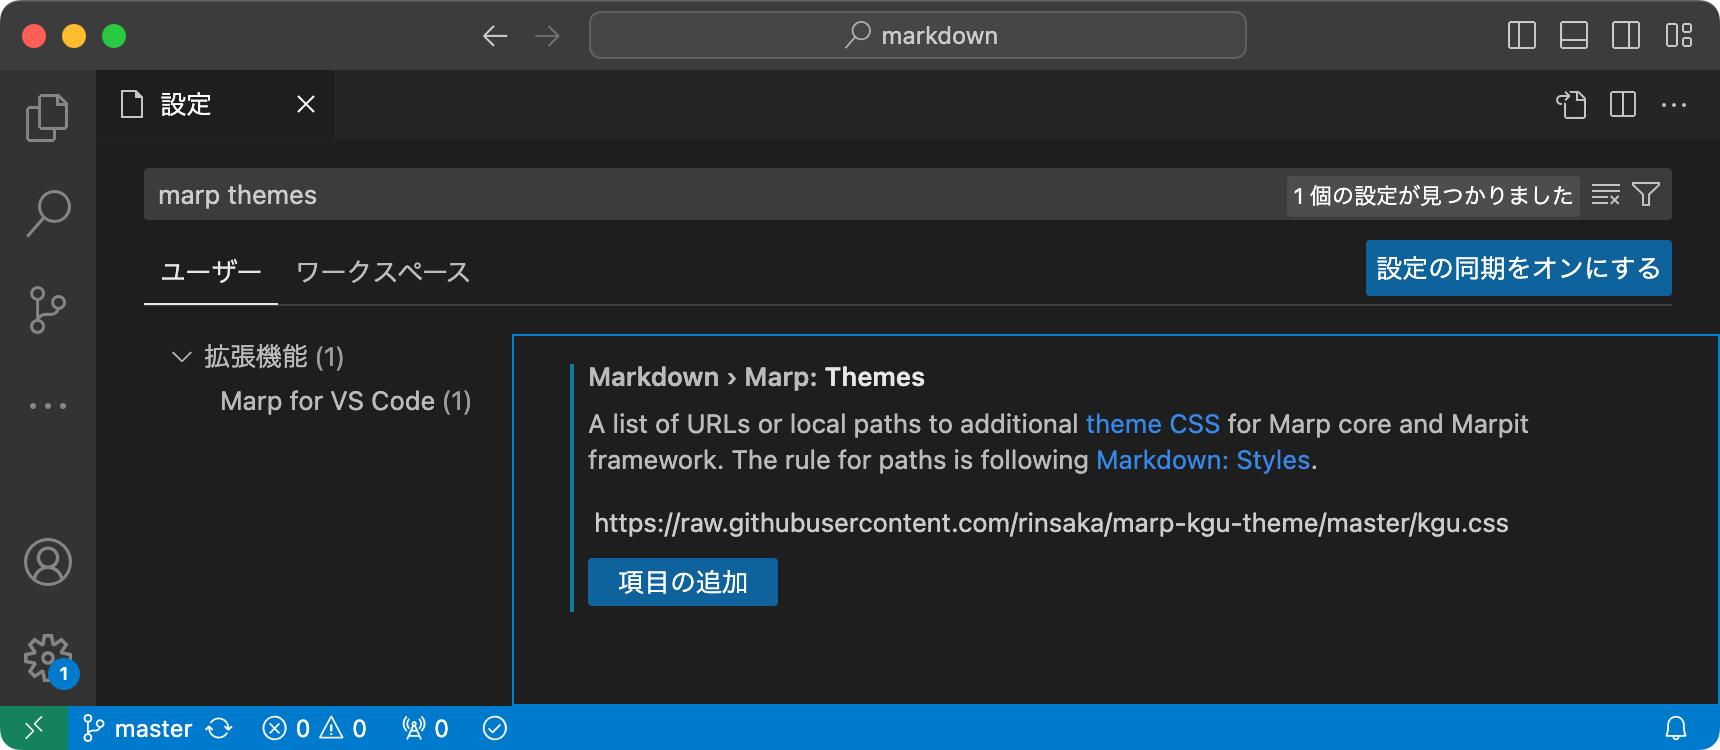 markdown
設定
marp themes
1 個の設定が見つかりました
ユーザー ワークスペース
設定の同期をオンにする
拡張機能 (1)
Marp for VS Code (1)
Markdown › Marp: Themes
A list of URLs or local paths to additional theme CSS for Marp core and Marpit
framework. The rule for paths is following Markdown: Styles.
https://raw.githubusercontent.com/rinsaka/marp-kgu-theme/master/kgu.css
項目の追加
1
master 0 0 0